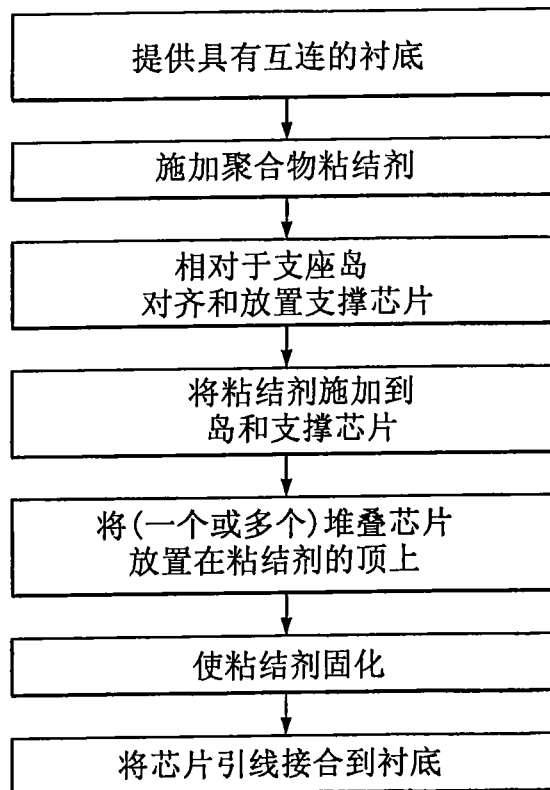 提供具有互连的衬底
施加聚合物粘结剂
相对于支座岛
对齐和放置支撑芯片
将粘结剂施加到
岛和支撑芯片
将(一个或多个)堆叠芯片
放置在粘结剂的顶上
使粘结剂固化
将芯片引线接合到衬底